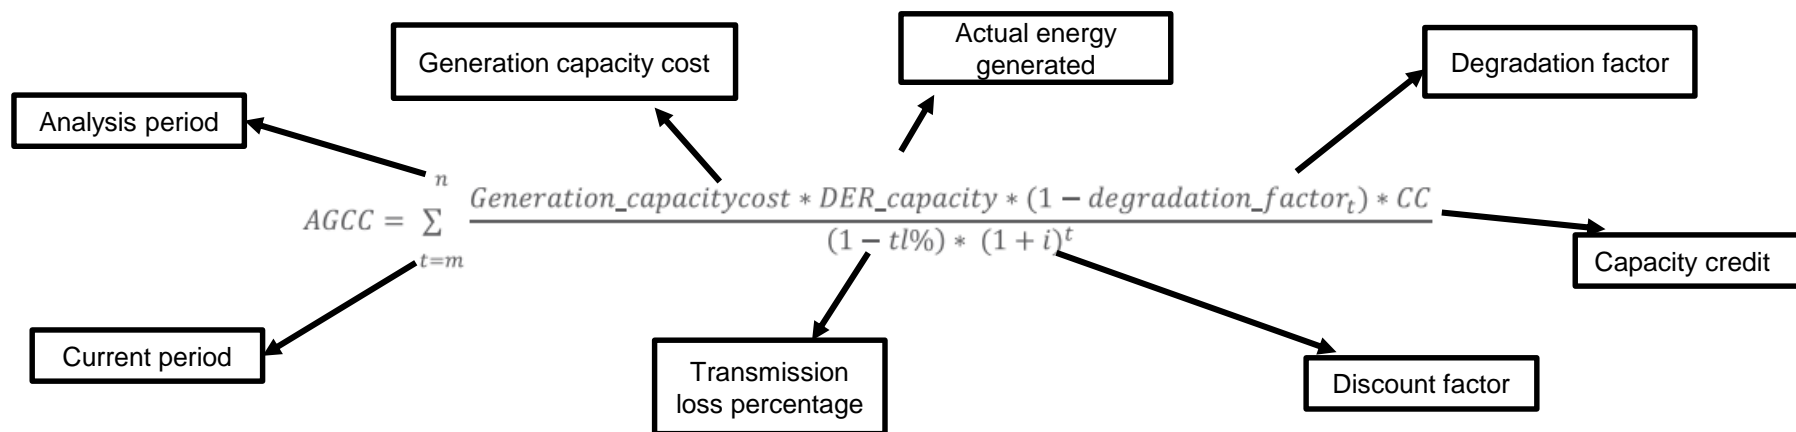 Actual energy
generated
Generation capacity cost
Degradation factor
Analysis period
n
Generation_capacitycost * DER_capacity * (1 − degradation_factor_t) * CC
AGCC = ∑
(1 − tl%) * (1 + i)^t
t=m
Capacity credit
Current period
Transmission
loss percentage
Discount factor